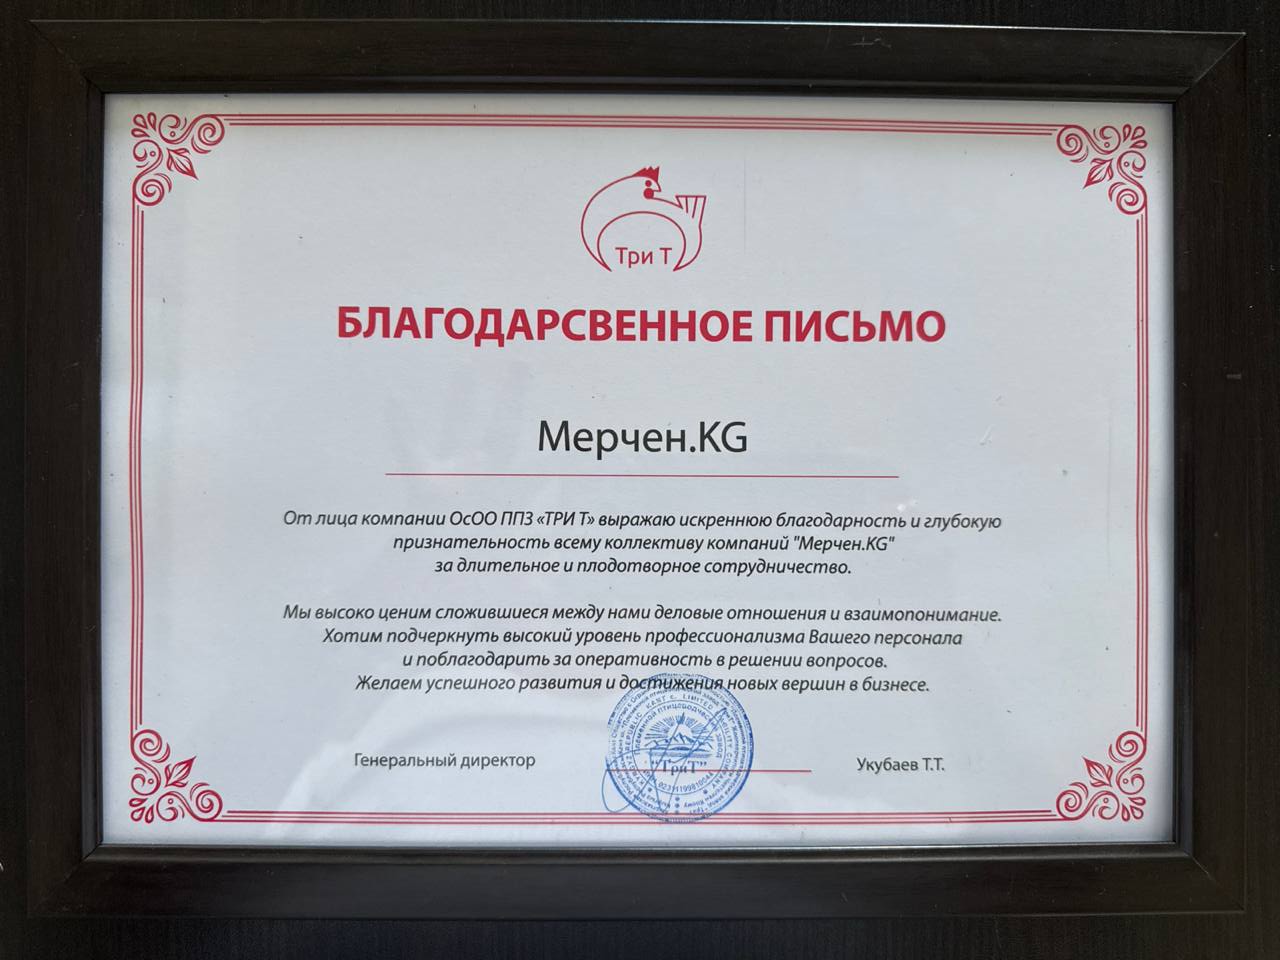 Три Т
БЛАГОДАРСВЕННОЕ ПИСЬМО
Мерчен.KG
От лица компании ОсОО ППЗ «ТРИ Т» выражаю искреннюю благодарность и глубокую
признательность всему коллективу компаний "Мерчен.KG"
за длительное и плодотворное сотрудничество.
Мы высоко ценим сложившиеся между нами деловые отношения и взаимопонимание.
Хотим подчеркнуть высокий уровень профессионализма Вашего персонала
и поблагодарить за оперативность в решении вопросов.
Желаем успешного развития и достижения новых вершин в бизнесе.
Генеральный директор
"ТриТ"
Укубаев Т.Т.